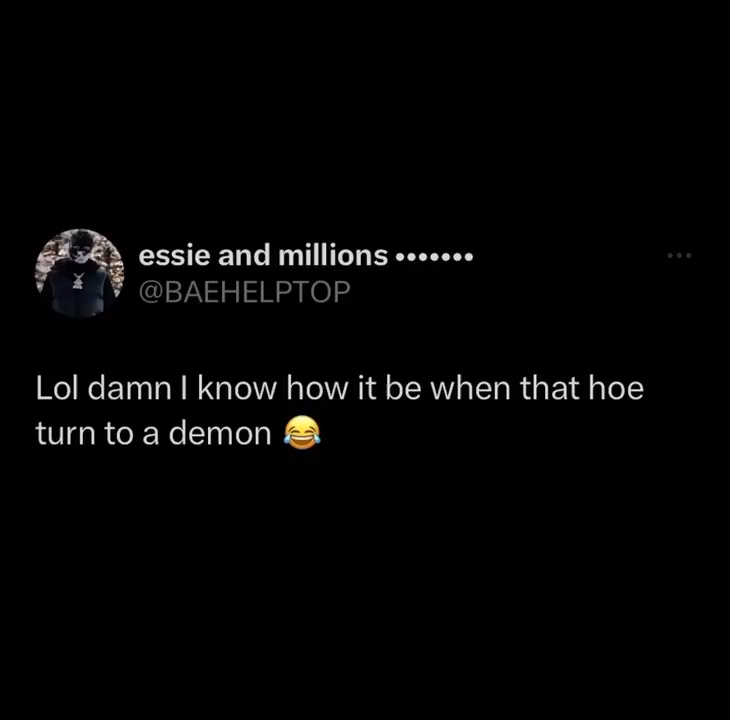 essie and millions •••••••
@BAEHELPTOP
Lol damn I know how it be when that hoe
turn to a demon 😂